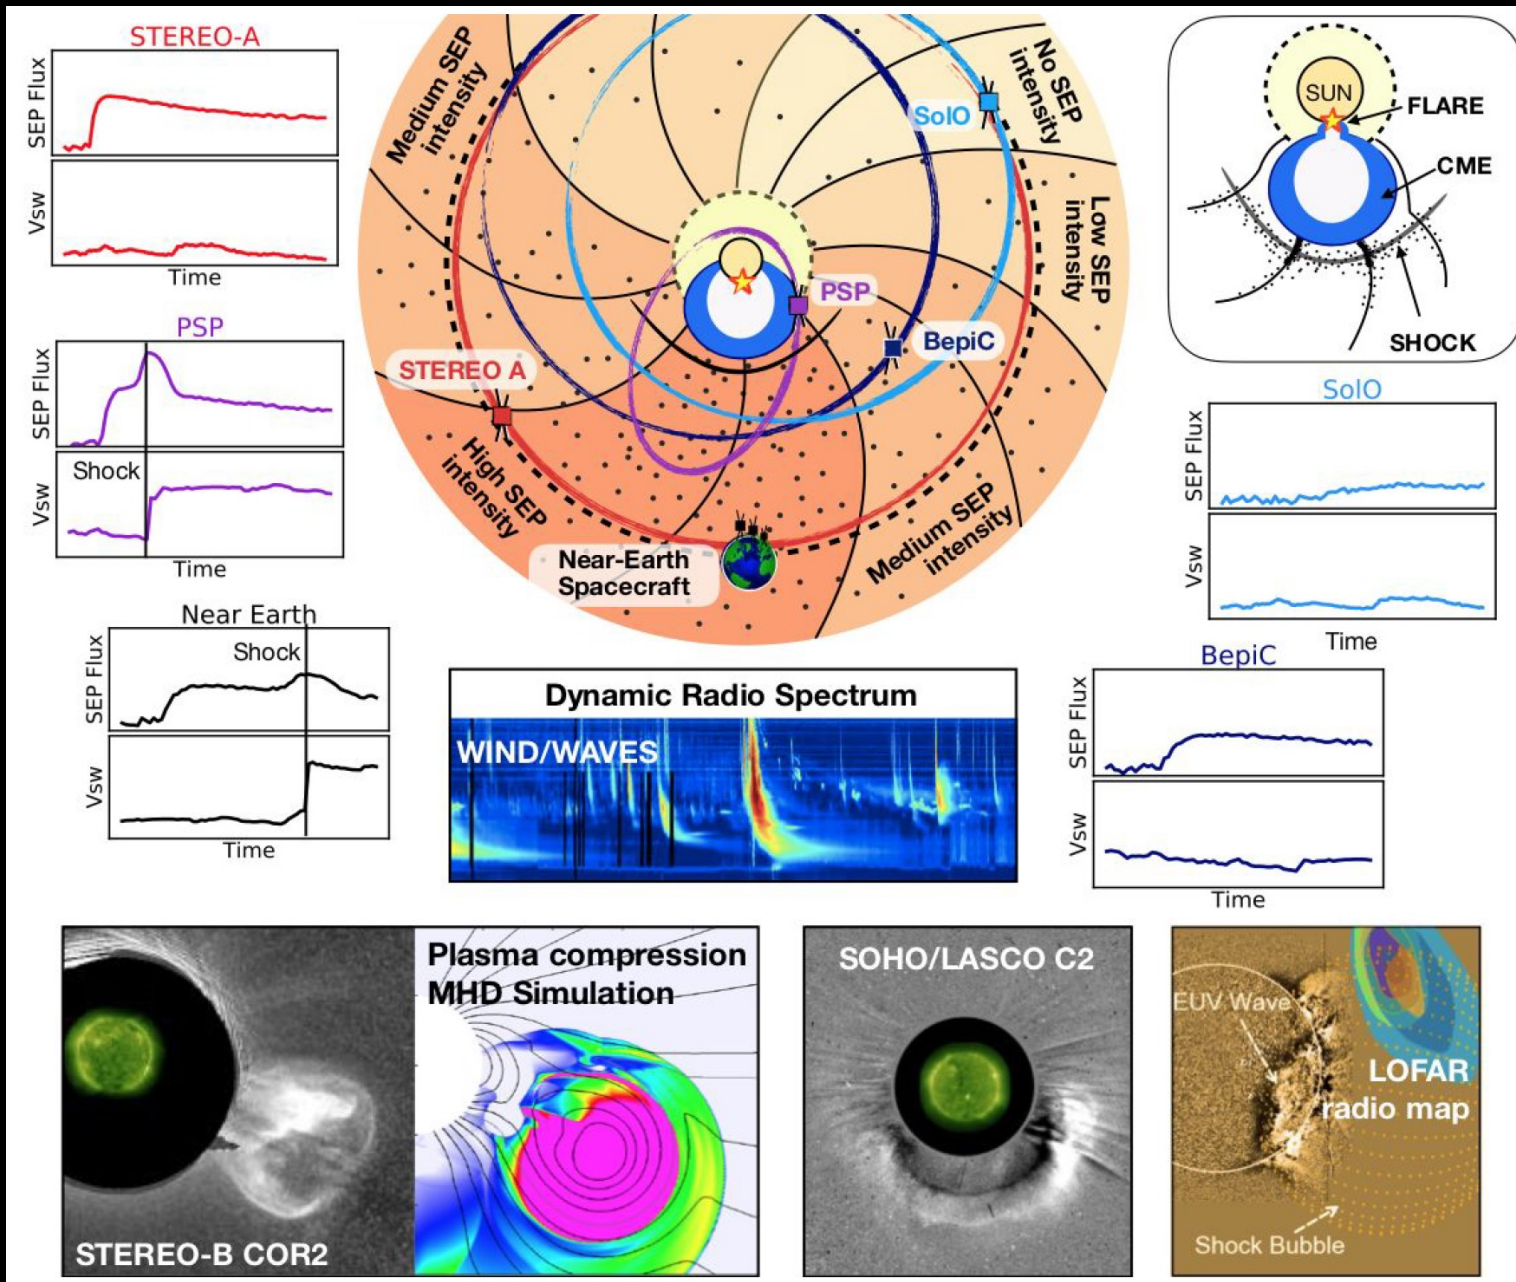 STEREO-A
SEP Flux
Vsw
Time
PSP
SEP Flux
Shock
Vsw
Time
Near Earth
Shock
SEP Flux
Vsw
Time
Medium SEP
intensity
No SEP
intensity
SolO
Low SEP
intensity
PSP
BepiC
STEREO A
High SEP
intensity
Medium SEP
intensity
Near-Earth
Spacecraft
SUN
FLARE
CME
SHOCK
SolO
SEP Flux
Vsw
Time
BepiC
SEP Flux
Vsw
Time
Dynamic Radio Spectrum
WIND/WAVES
STEREO-B COR2
Plasma compression
MHD Simulation
SOHO/LASCO C2
EUV Wave
LOFAR
radio map
Shock Bubble